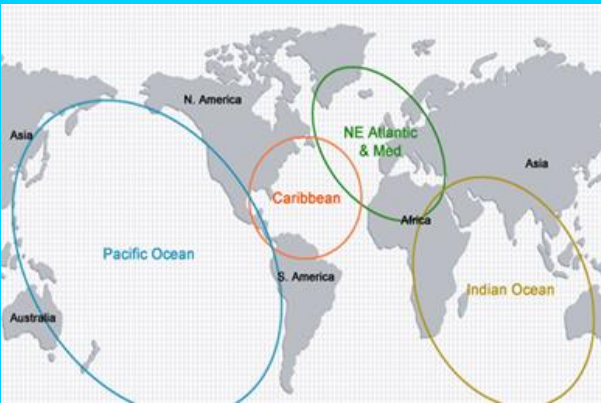 N. America
NE Atlantic
& Med
Asia
Asia
Caribbean
Africa
Pacific Ocean
S. America
Indian Ocean
Australia